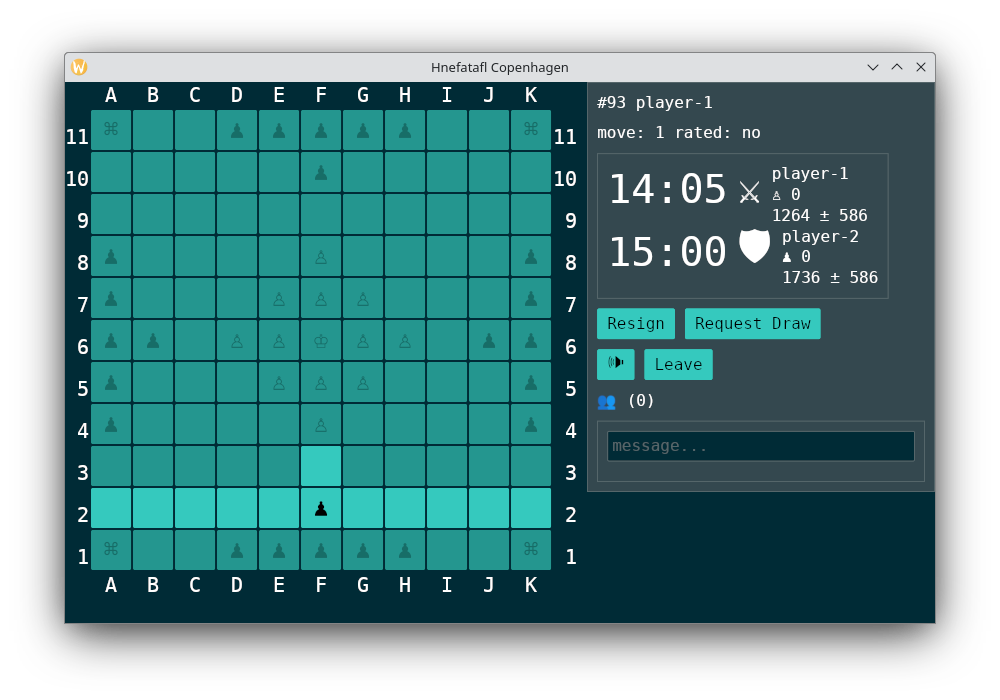 Hnefatafl Copenhagen
A B C D E F G H I J K
11 ⌘ ♟ ♟ ♟ ♟ ♟ ⌘ 11
10 ♟ 10
9 9
8 ♟ ♙ ♟ 8
7 ♟ ♙ ♙ ♙ ♟ 7
6 ♟ ♟ ♙ ♙ ♔ ♙ ♙ ♟ ♟ 6
5 ♟ ♙ ♙ ♙ ♟ 5
4 ♟ ♙ ♟ 4
3 3
2 ♟ 2
1 ⌘ ♟ ♟ ♟ ♟ ♟ ⌘ 1
A B C D E F G H I J K
#93 player-1
move: 1 rated: no
14:05 ⚔ player-1
♙ 0
1264 ± 586
15:00 player-2
♟ 0
1736 ± 586
Resign Request Draw
Leave
👥 (0)
message...